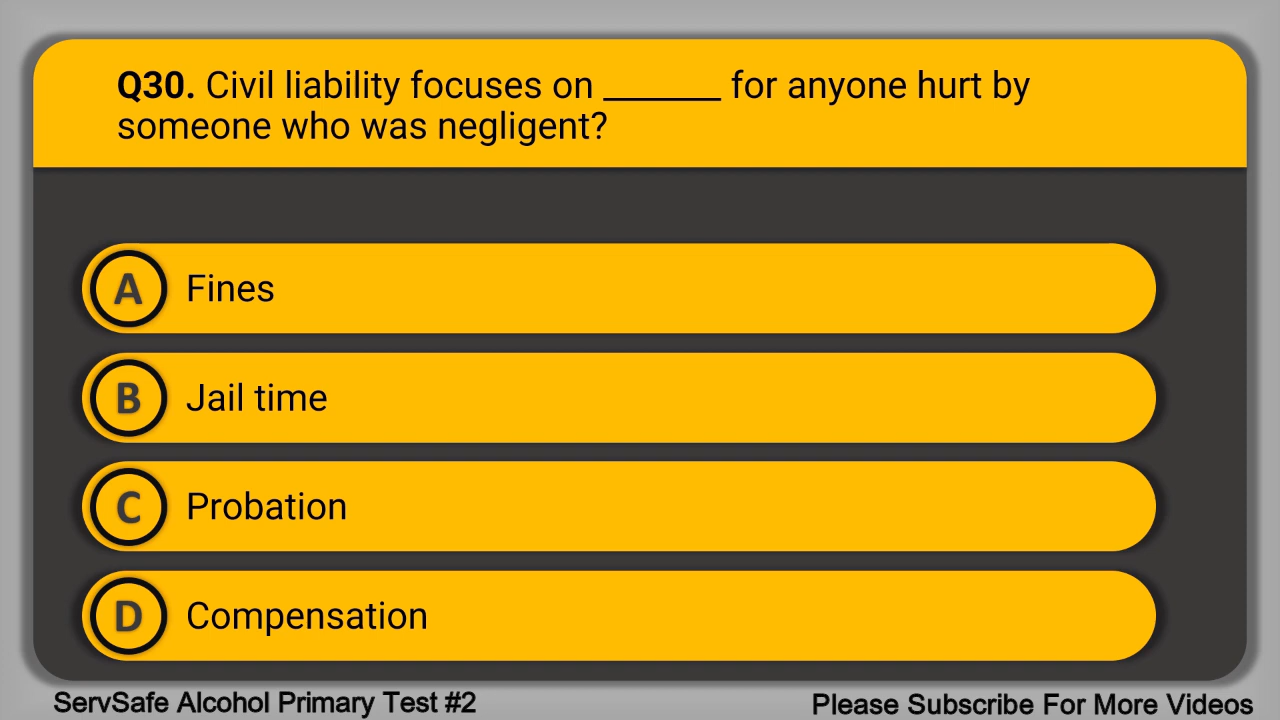 Q30. Civil liability focuses on _______ for anyone hurt by
someone who was negligent?
A Fines
B Jail time
C Probation
D Compensation
ServSafe Alcohol Primary Test #2
Please Subscribe For More Videos